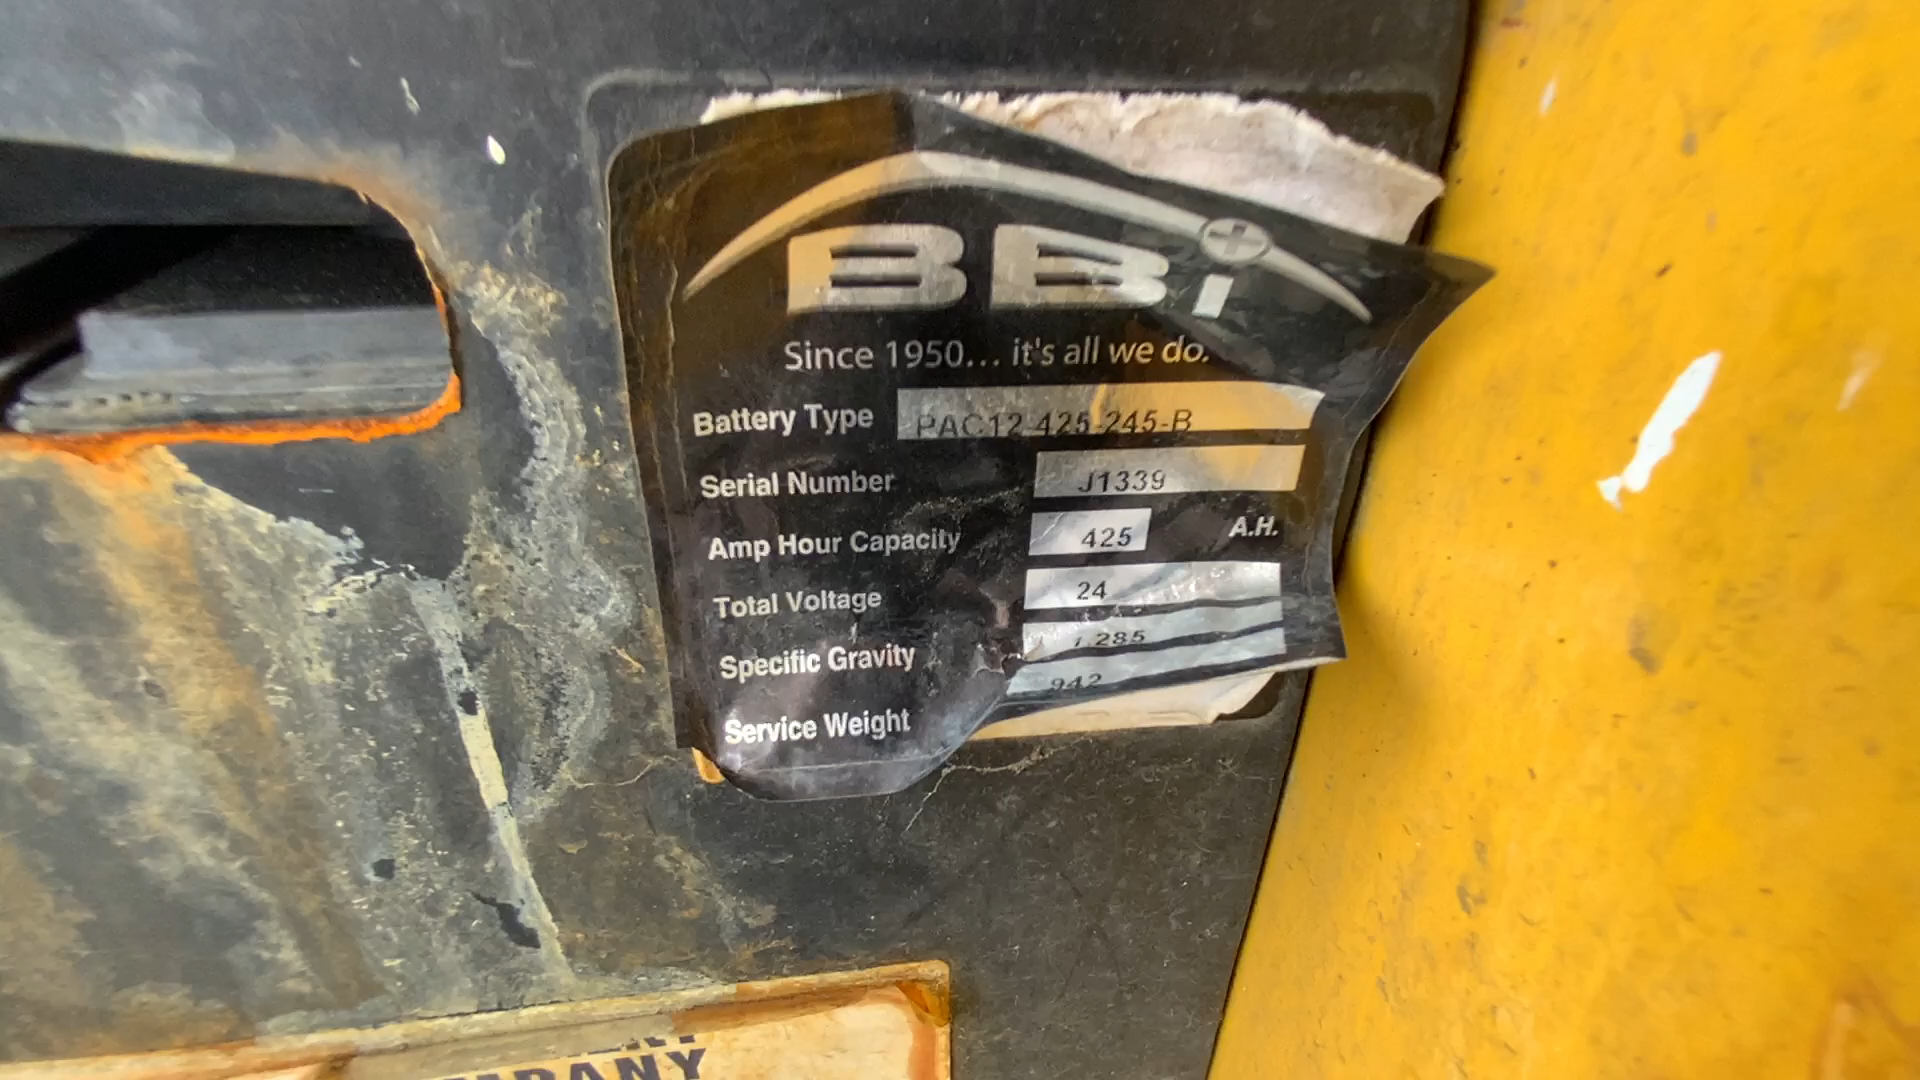 BBi
Since 1950... it's all we do.
Battery Type PAC12-425-245-B
Serial Number J1339
Amp Hour Capacity 425 A.H.
Total Voltage 24
Specific Gravity 1.285
Service Weight 942